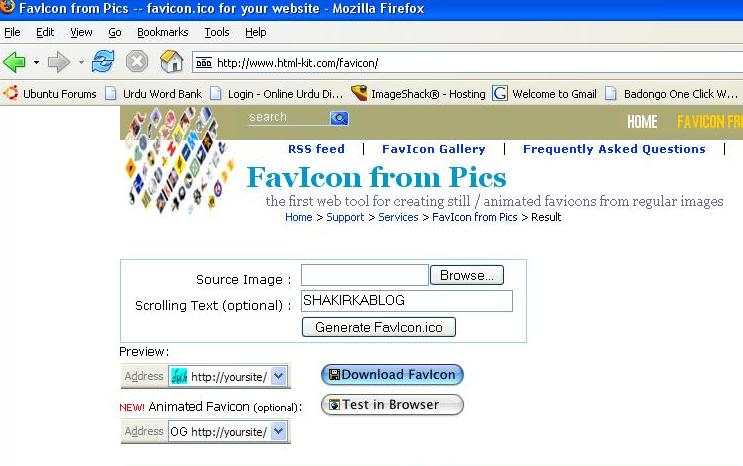 FavIcon from Pics -- favicon.ico for your website - Mozilla Firefox
File Edit View Go Bookmarks Tools Help
http://www.html-kit.com/favicon/
Ubuntu Forums Urdu Word Bank Login - Online Urdu Di... ImageShack® - Hosting Welcome to Gmail Badongo One Click W...
search HOME FAVICON FR
RSS feed | FavIcon Gallery | Frequently Asked Questions |
FavIcon from Pics
the first web tool for creating still / animated favicons from regular images
Home > Support > Services > FavIcon from Pics > Result
Source Image : Browse...
Scrolling Text (optional) : SHAKIRKABLOG
Generate FavIcon.ico
Preview:
Address http://yoursite/ Download FavIcon
NEW! Animated Favicon (optional): Test in Browser
Address OG http://yoursite/